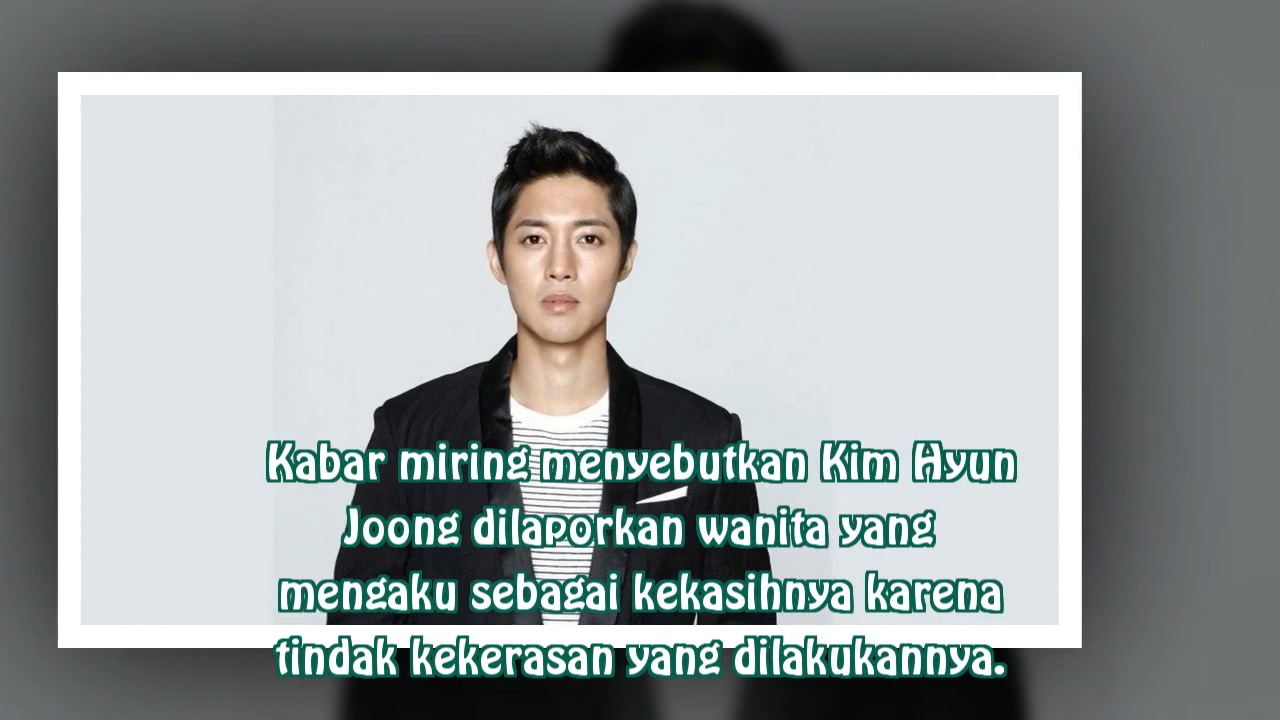 Kabar miring menyebutkan Kim Hyun
Joong dilaporkan wanita yang
mengaku sebagai kekasihnya karena
tindak kekerasan yang dilakukannya.